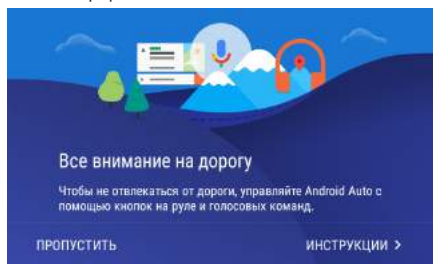 Все внимание на дорогу
Чтобы не отвлекаться от дороги, управляйте Android Auto с
помощью кнопок на руле и голосовых команд.
ПРОПУСТИТЬ
ИНСТРУКЦИИ >